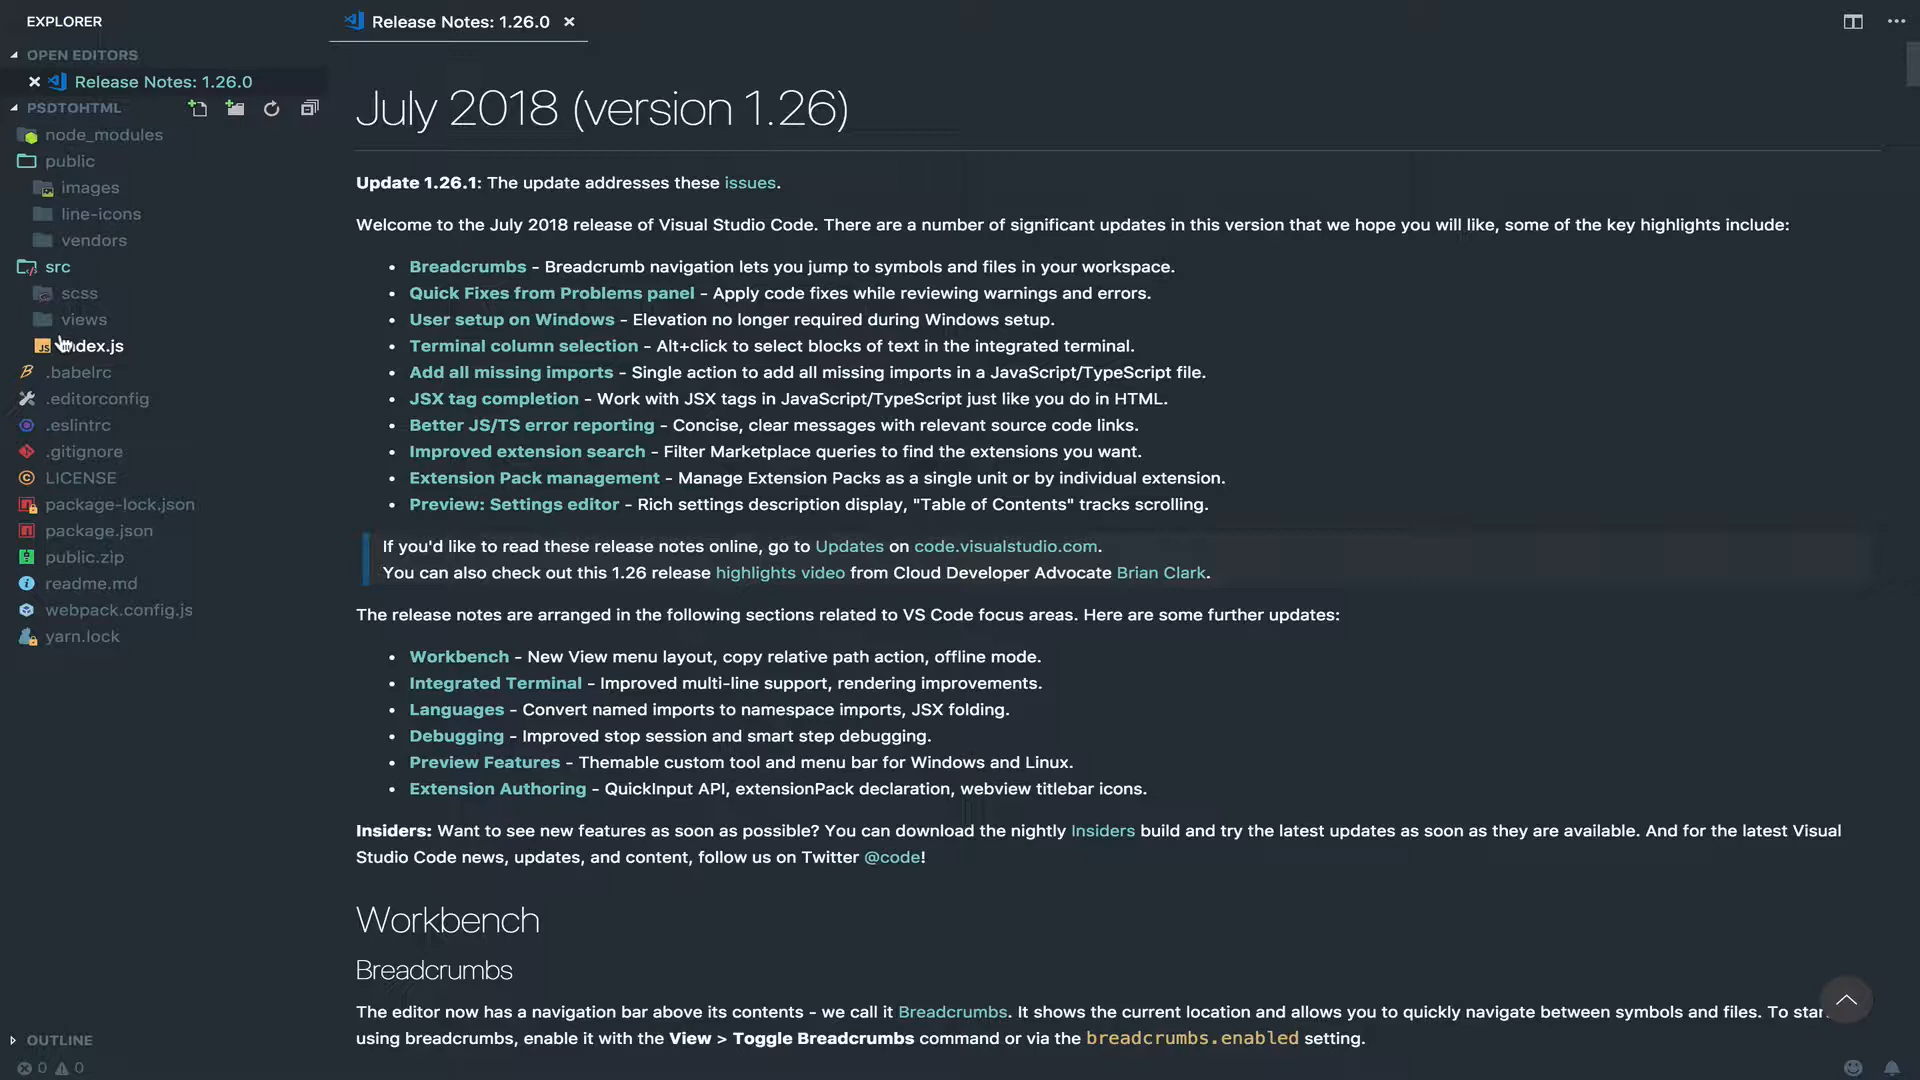 EXPLORER
OPEN EDITORS
Release Notes: 1.26.0
PSDTOHTML
node_modules
public
images
line-icons
vendors
src
scss
views
index.js
.babelrc
.editorconfig
.eslintrc
.gitignore
LICENSE
package-lock.json
package.json
public.zip
readme.md
webpack.config.js
yarn.lock
OUTLINE
0 0
Release Notes: 1.26.0
July 2018 (version 1.26)
Update 1.26.1: The update addresses these issues.
Welcome to the July 2018 release of Visual Studio Code. There are a number of significant updates in this version that we hope you will like, some of the key highlights include:
• Breadcrumbs - Breadcrumb navigation lets you jump to symbols and files in your workspace.
• Quick Fixes from Problems panel - Apply code fixes while reviewing warnings and errors.
• User setup on Windows - Elevation no longer required during Windows setup.
• Terminal column selection - Alt+click to select blocks of text in the integrated terminal.
• Add all missing imports - Single action to add all missing imports in a JavaScript/TypeScript file.
• JSX tag completion - Work with JSX tags in JavaScript/TypeScript just like you do in HTML.
• Better JS/TS error reporting - Concise, clear messages with relevant source code links.
• Improved extension search - Filter Marketplace queries to find the extensions you want.
• Extension Pack management - Manage Extension Packs as a single unit or by individual extension.
• Preview: Settings editor - Rich settings description display, "Table of Contents" tracks scrolling.
If you'd like to read these release notes online, go to Updates on code.visualstudio.com.
You can also check out this 1.26 release highlights video from Cloud Developer Advocate Brian Clark.
The release notes are arranged in the following sections related to VS Code focus areas. Here are some further updates:
• Workbench - New View menu layout, copy relative path action, offline mode.
• Integrated Terminal - Improved multi-line support, rendering improvements.
• Languages - Convert named imports to namespace imports, JSX folding.
• Debugging - Improved stop session and smart step debugging.
• Preview Features - Themable custom tool and menu bar for Windows and Linux.
• Extension Authoring - QuickInput API, extensionPack declaration, webview titlebar icons.
Insiders: Want to see new features as soon as possible? You can download the nightly Insiders build and try the latest updates as soon as they are available. And for the latest Visual
Studio Code news, updates, and content, follow us on Twitter @code!
Workbench
Breadcrumbs
The editor now has a navigation bar above its contents - we call it Breadcrumbs. It shows the current location and allows you to quickly navigate between symbols and files. To start
using breadcrumbs, enable it with the View > Toggle Breadcrumbs command or via the breadcrumbs.enabled setting.